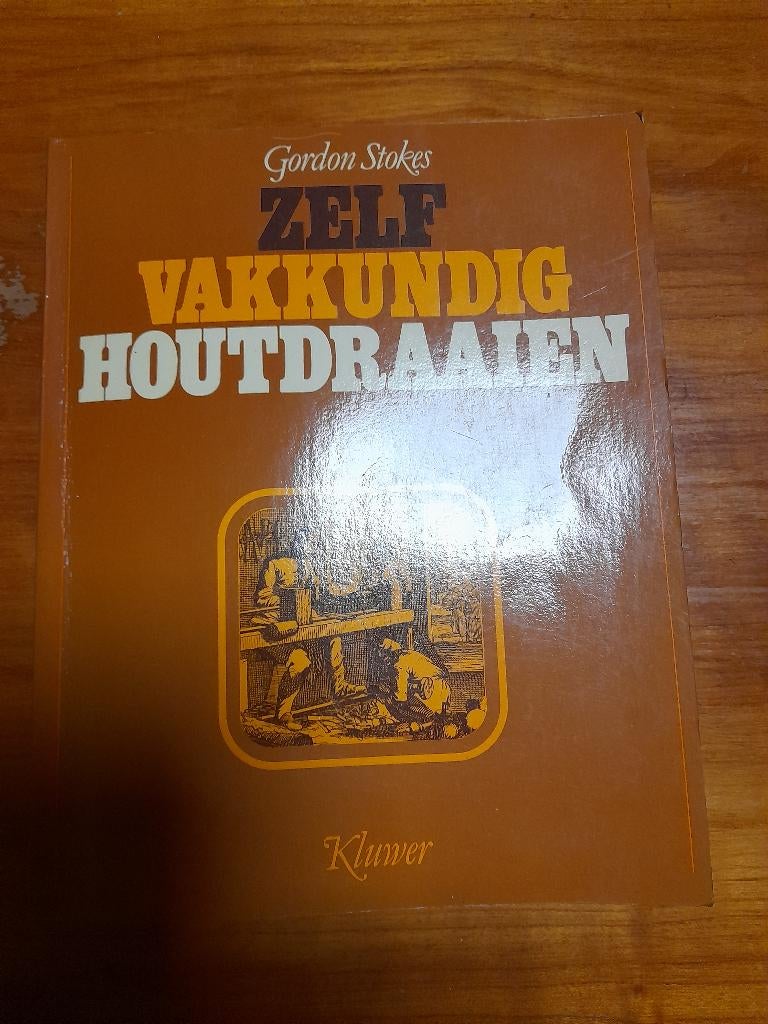 Gordon Stokes
ZELF
VAKKUNDIG
HOUTDRAAIEN
Kluwer